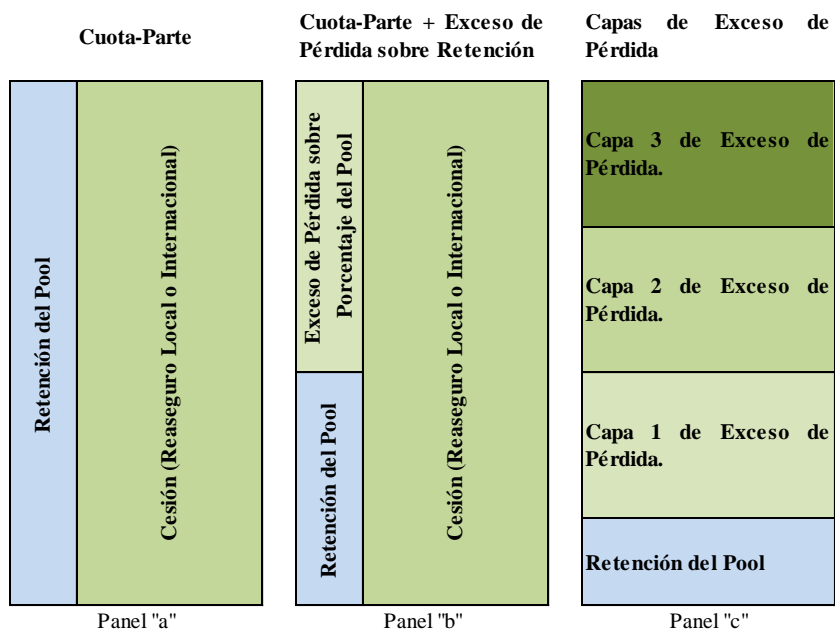 Cuota-Parte
Retención del Pool
Cesión (Reaseguro Local o Internacional)
Panel "a"
Cuota-Parte + Exceso de
Pérdida sobre Retención
Exceso de Pérdida sobre
Porcentaje del Pool
Retención del Pool
Cesión (Reaseguro Local o Internacional)
Panel "b"
Capas de Exceso de
Pérdida
Capa 3 de Exceso de
Pérdida.
Capa 2 de Exceso de
Pérdida.
Capa 1 de Exceso de
Pérdida.
Retención del Pool
Panel "c"